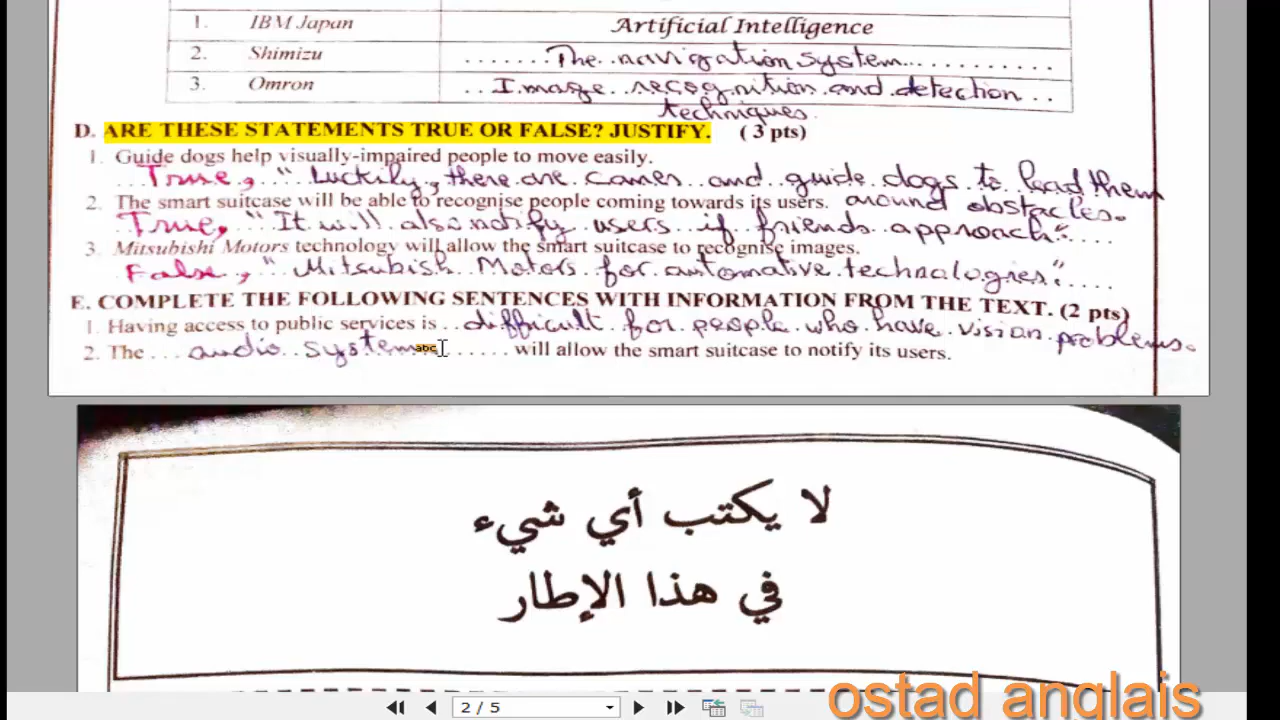 1. IBM Japan Artificial Intelligence
2. Shimizu .......The navigation system...........
3. Omron ..Image recognition and detection...
techniques.
D. ARE THESE STATEMENTS TRUE OR FALSE? JUSTIFY. ( 3 pts)
1. Guide dogs help visually-impaired people to move easily.
...True, "Luckily, there are canes and guide dogs to lead them
around obstacles.
2. The smart suitcase will be able to recognise people coming towards its users.
True, "It will also notify users if friends approach".....
3. Mitsubishi Motors technology will allow the smart suitcase to recognise images.
False, "Mitsubish Motors for automative technologies".....
E. COMPLETE THE FOLLOWING SENTENCES WITH INFORMATION FROM THE TEXT. (2 pts)
1. Having access to public services is ..difficult for people who have vision problems.
2. The ... audio system ...... will allow the smart suitcase to notify its users.
abc
لا يكتب أي شيء
في هذا الإطار
2 / 5
ostad anglais